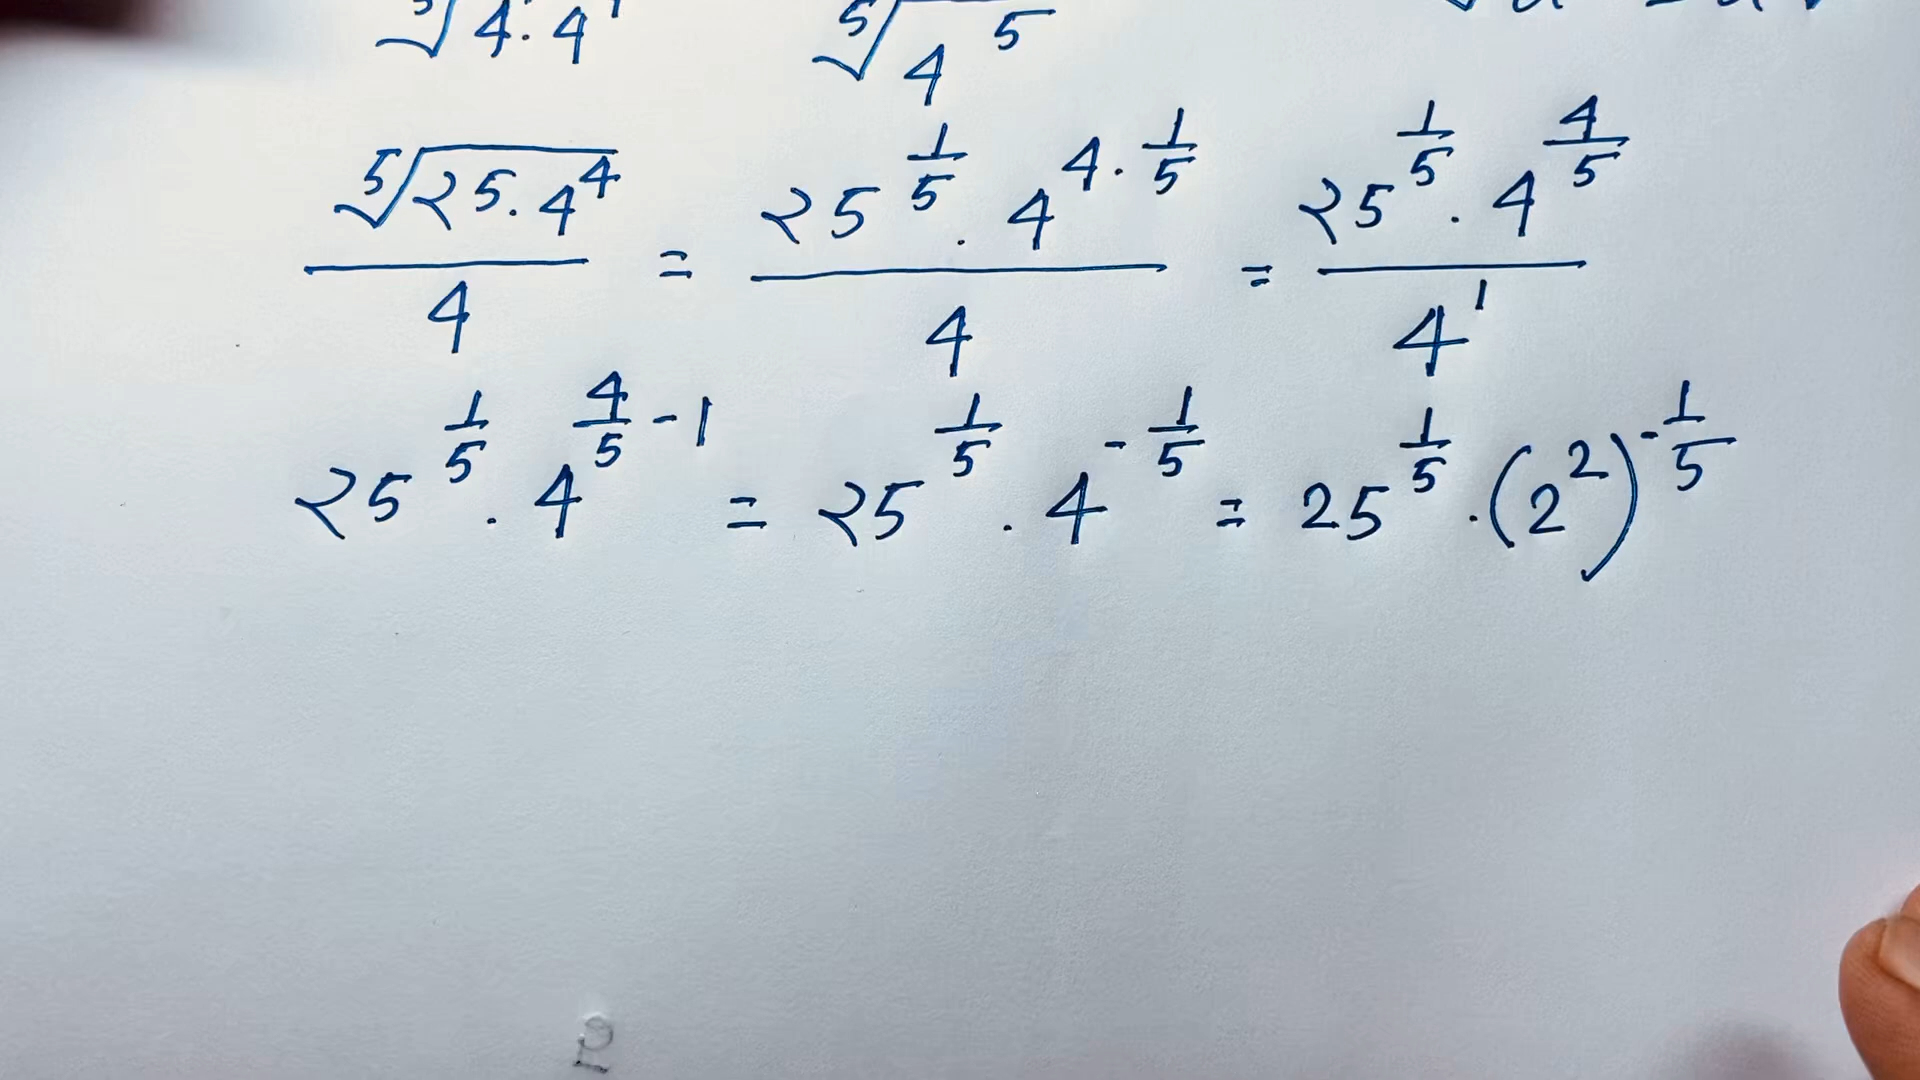 ⁵√4·4 ⁵√4⁵
⁵√(25·4⁴)/4 = 25^(1/5) · 4^(4·1/5)/4 = 25^(1/5) · 4^(4/5)/4¹
25^(1/5) · 4^(4/5 - 1) = 25^(1/5) · 4^(-1/5) = 25^(1/5) · (2²)^(-1/5)